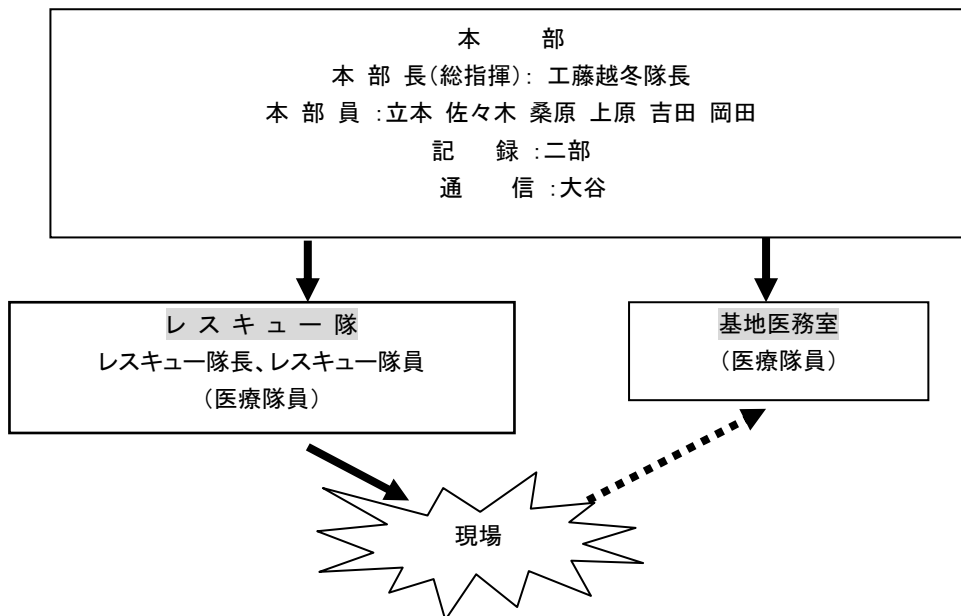 本 部
本 部 長(総指揮): 工藤越冬隊長
本 部 員 :立本 佐々木 桑原 上原 吉田 岡田
記 録 :二部
通 信 :大谷
レ ス キ ュ ー 隊
レスキュー隊長、レスキュー隊員
(医療隊員)
基地医務室
(医療隊員)
現場